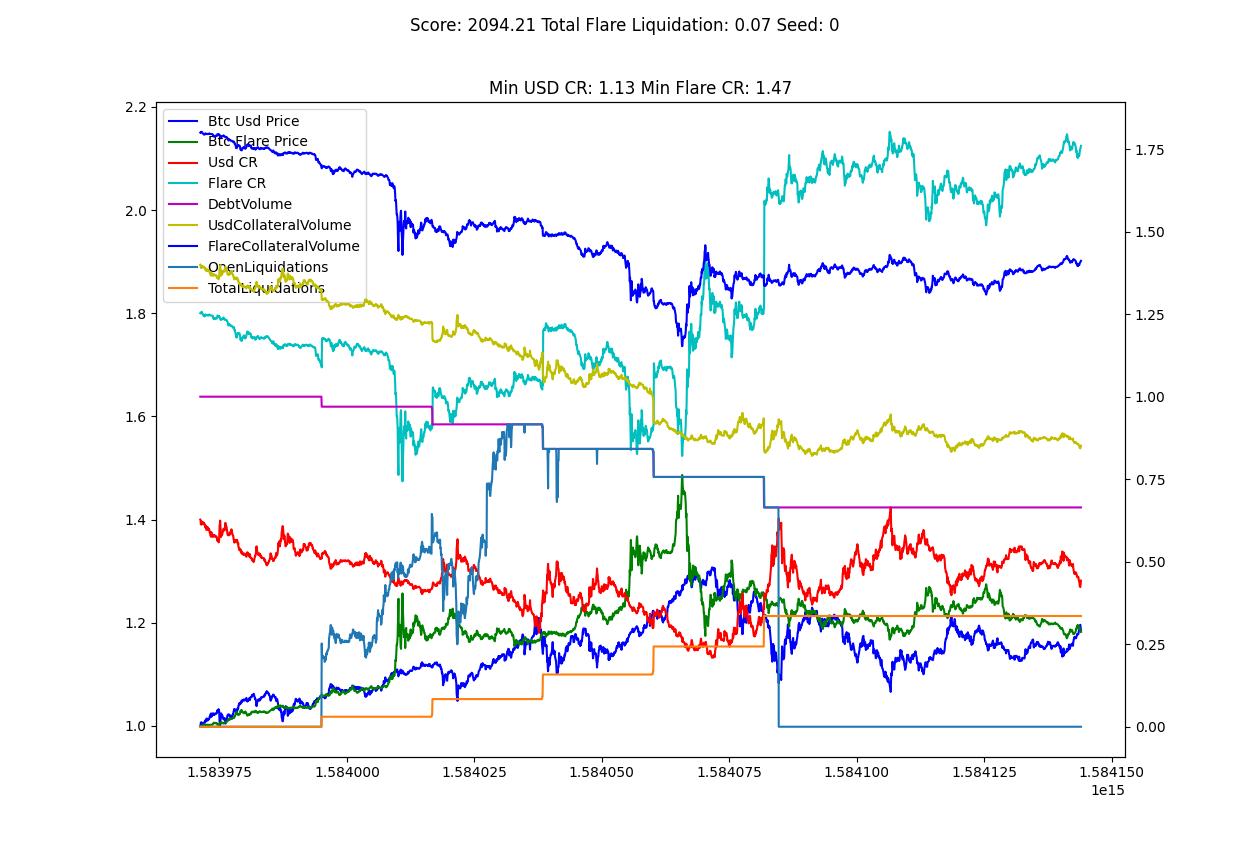 Score: 2094.21 Total Flare Liquidation: 0.07 Seed: 0
Min USD CR: 1.13 Min Flare CR: 1.47
Btc Usd Price
Btc Flare Price
Usd CR
Flare CR
DebtVolume
UsdCollateralVolume
FlareCollateralVolume
OpenLiquidations
TotalLiquidations
2.2
2.0
1.8
1.6
1.4
1.2
1.0
1.75
1.50
1.25
1.00
0.75
0.50
0.25
0.00
1.583975 1.584000 1.584025 1.584050 1.584075 1.584100 1.584125 1.584150
1e15